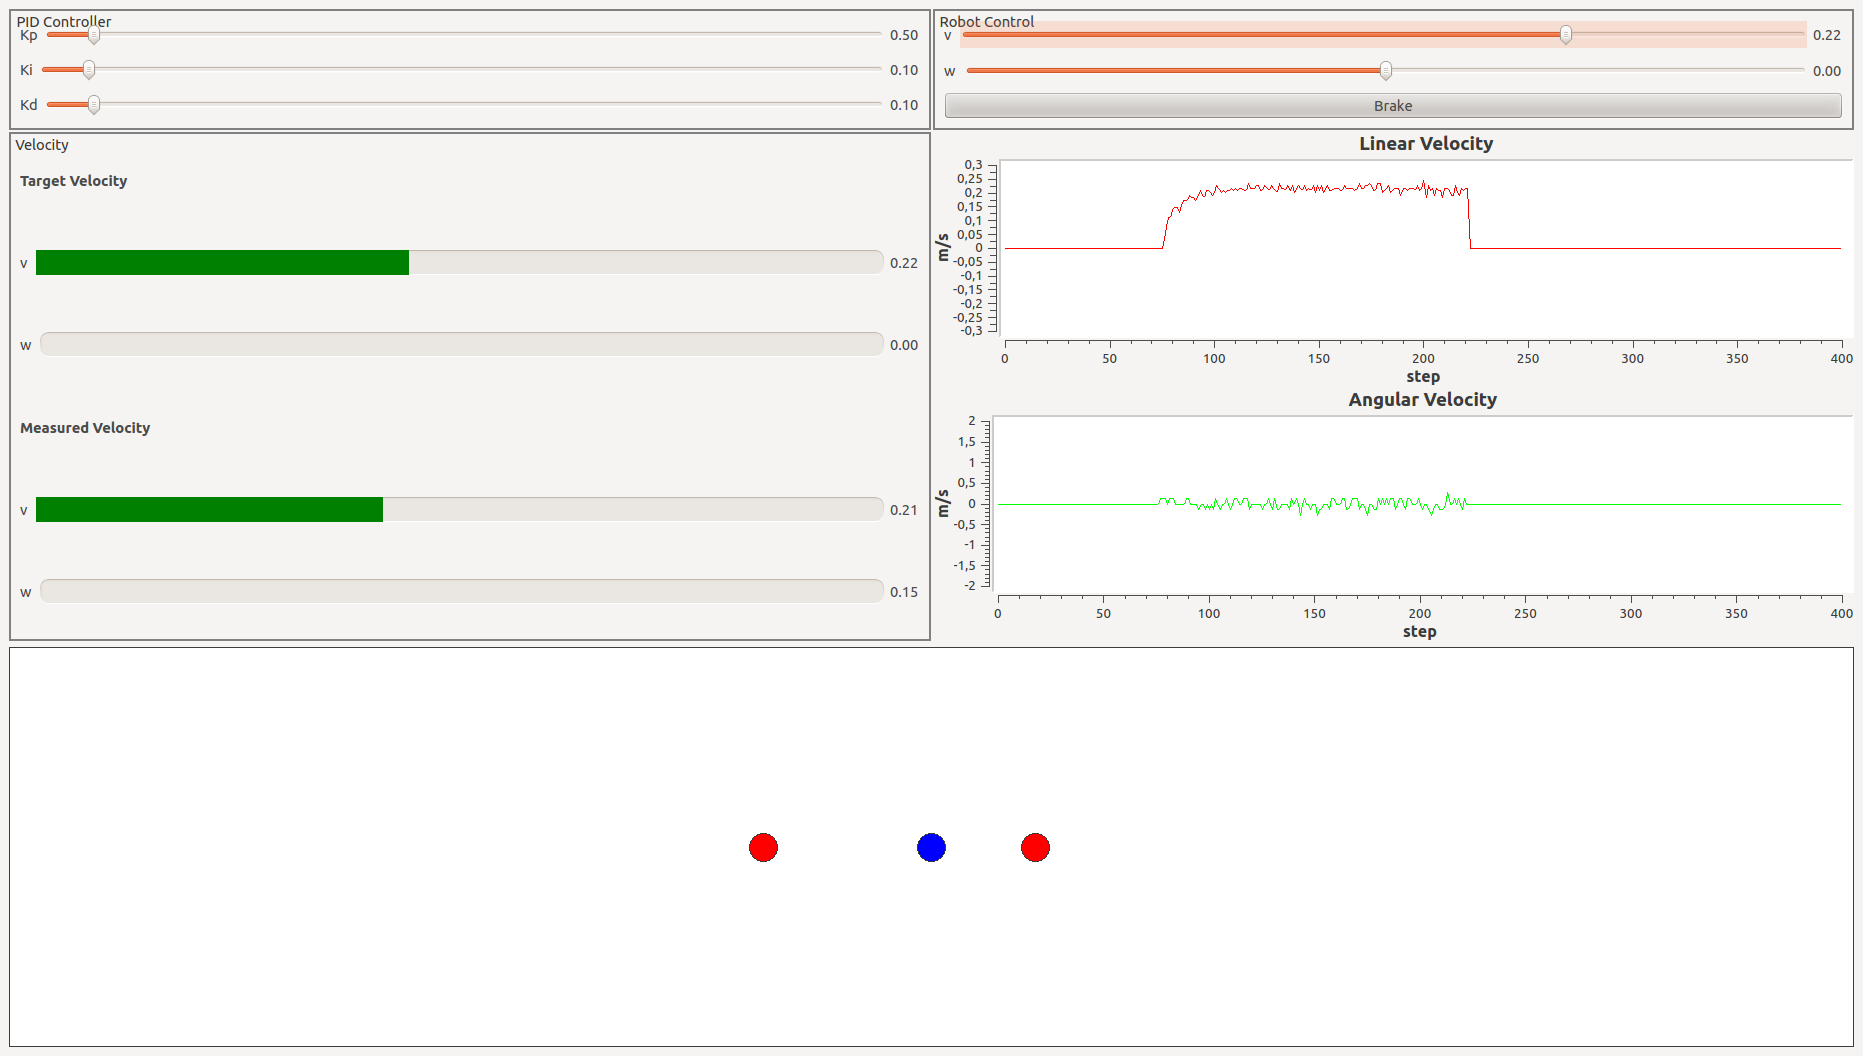 PID Controller
Kp 0.50
Ki 0.10
Kd 0.10
Robot Control
v 0.22
w 0.00
Brake
Velocity
Target Velocity
v 0.22
w 0.00
Measured Velocity
v 0.21
w 0.15
Linear Velocity
0,3
0,25
0,2
0,15
0,1
0,05
0
-0,05
-0,1
-0,15
-0,2
-0,25
-0,3
m/s
0 50 100 150 200 250 300 350 400
step
Angular Velocity
2
1,5
1
0,5
0
-0,5
-1
-1,5
-2
m/s
0 50 100 150 200 250 300 350 400
step